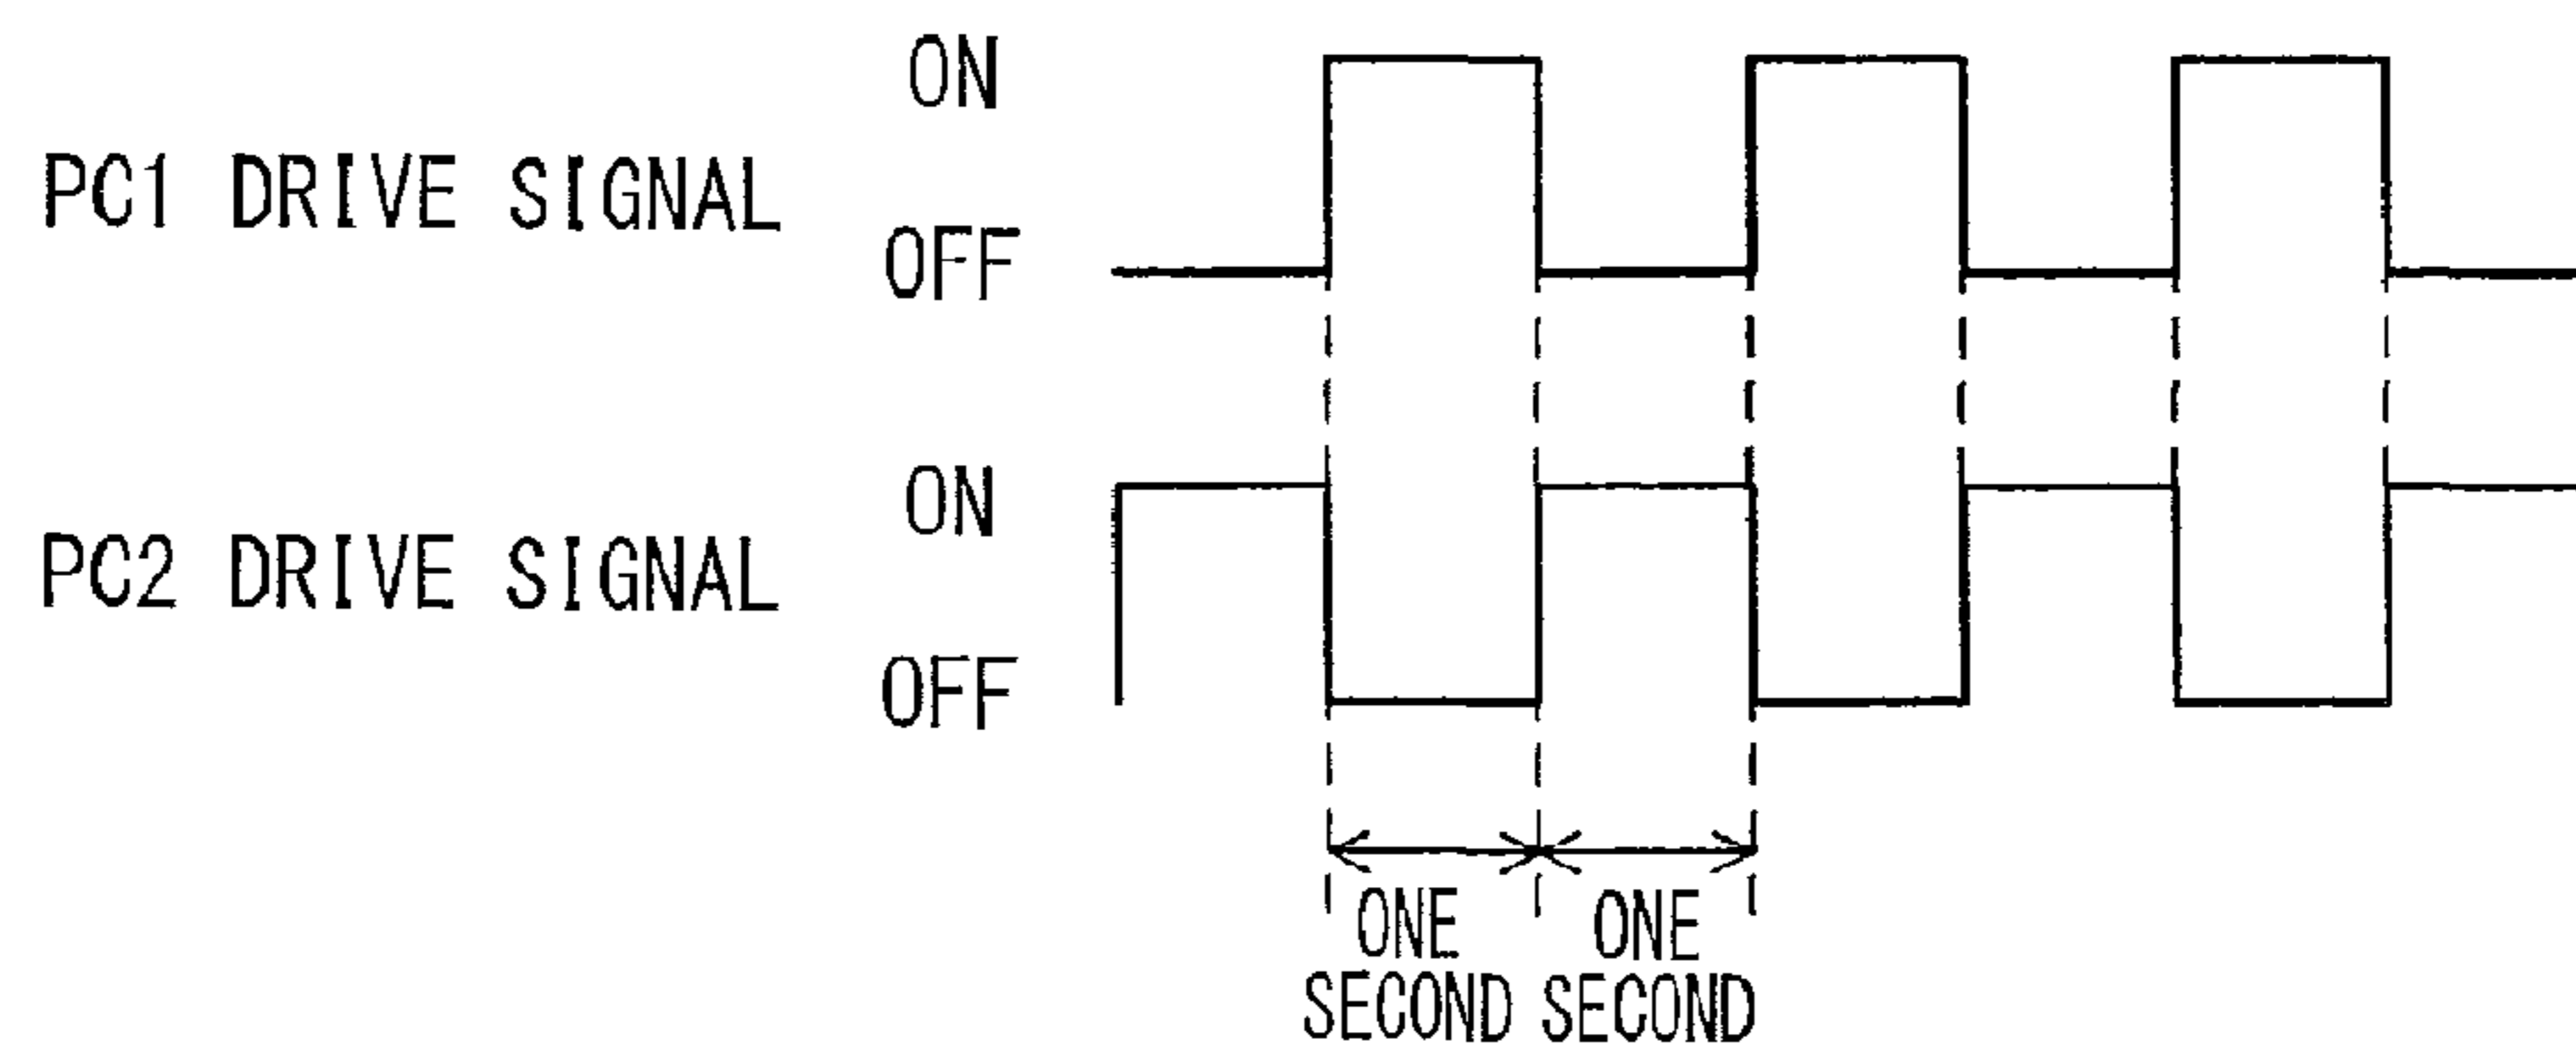 ON
PC1 DRIVE SIGNAL
OFF
ON
PC2 DRIVE SIGNAL
OFF
ONE ONE
SECOND SECOND